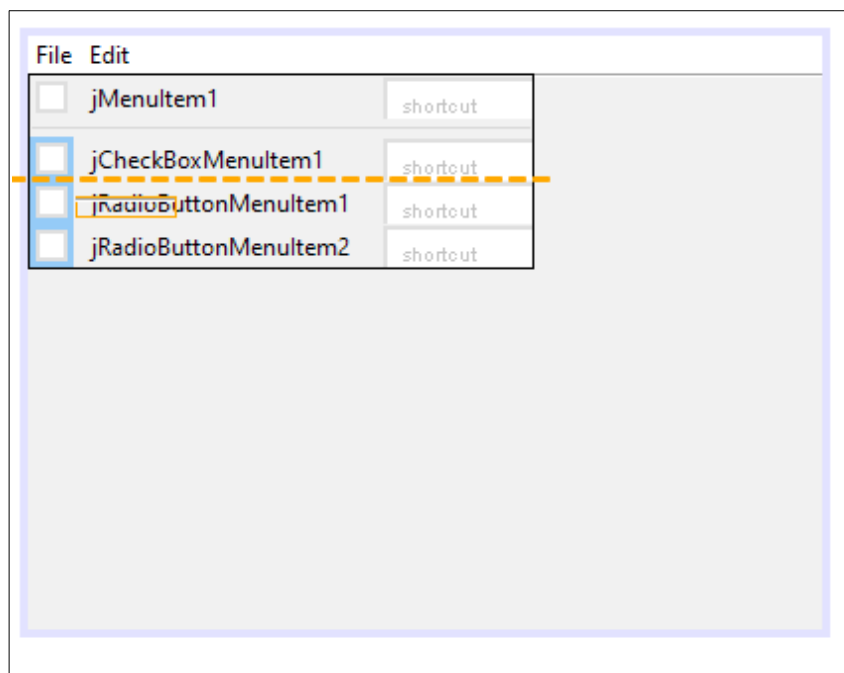 File Edit
jMenuItem1 shortcut
jCheckBoxMenuItem1 shortcut
jRadioButtonMenuItem1 shortcut
jRadioButtonMenuItem2 shortcut